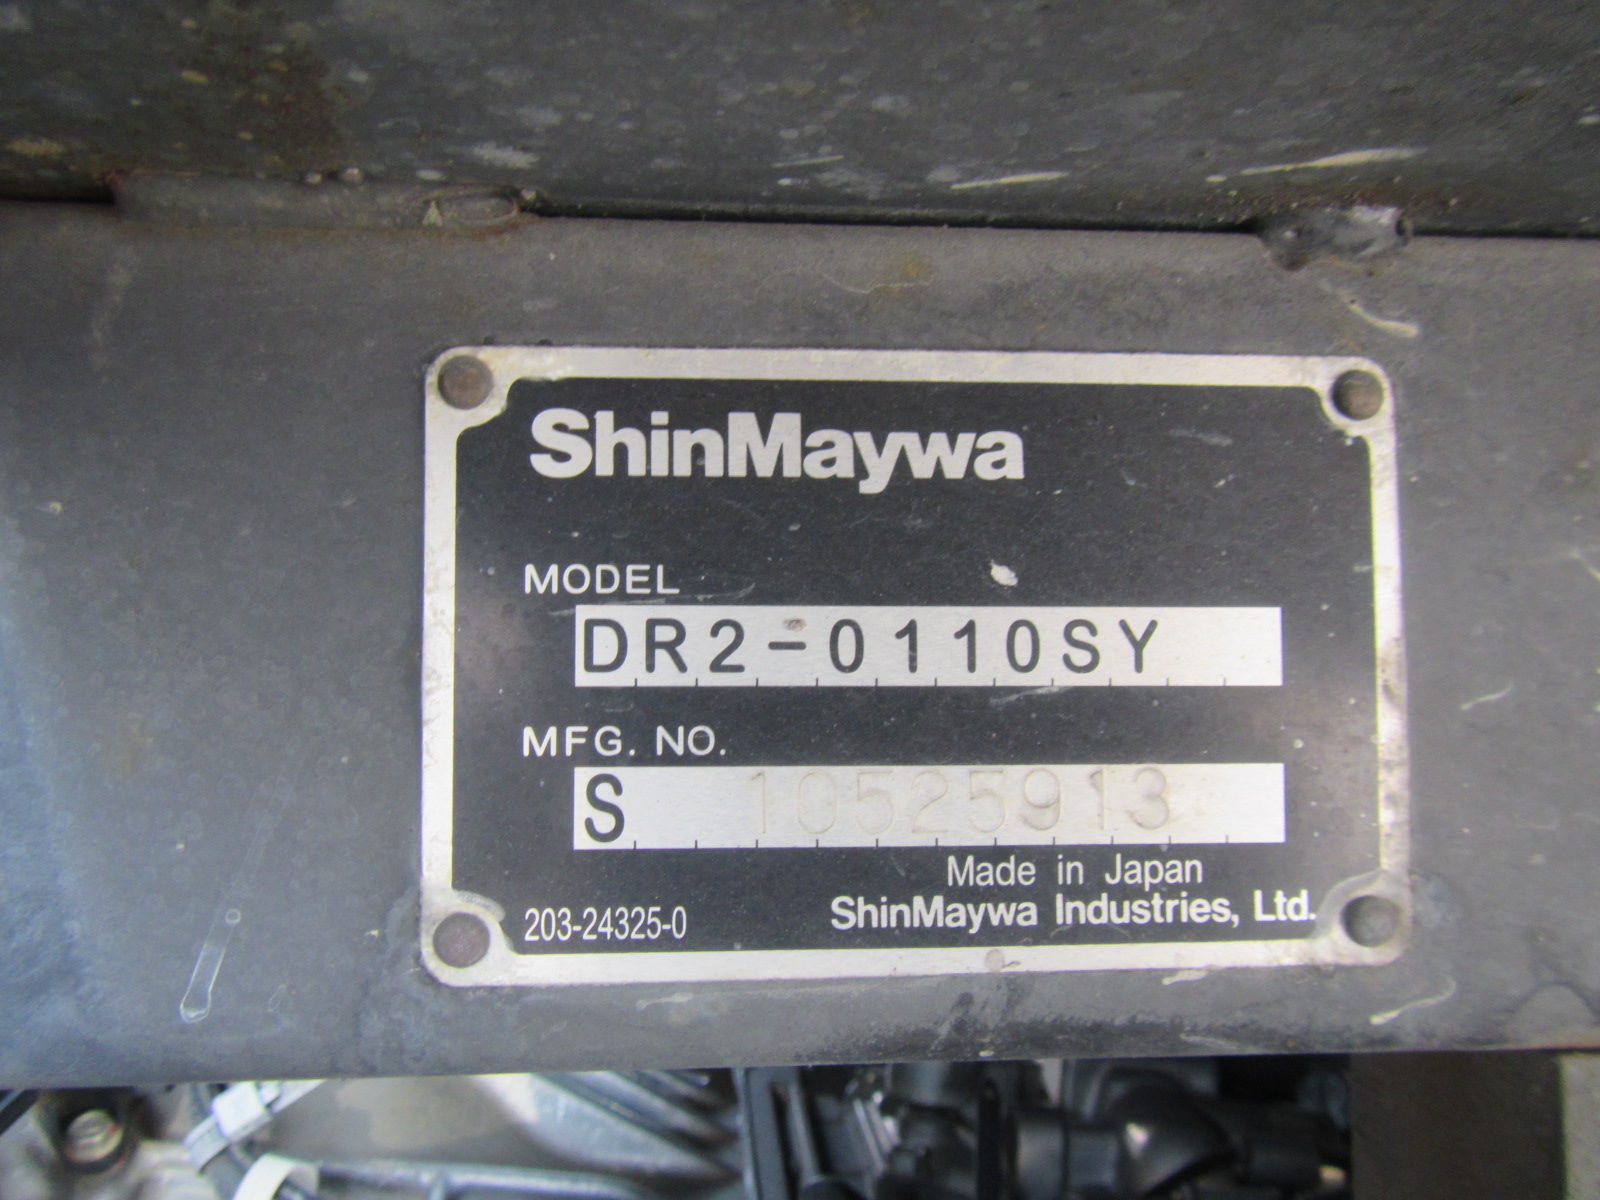 ShinMaywa
MODEL
DR2-0110SY
MFG. NO.
S 10525913
Made in Japan
203-24325-0 ShinMaywa Industries, Ltd.